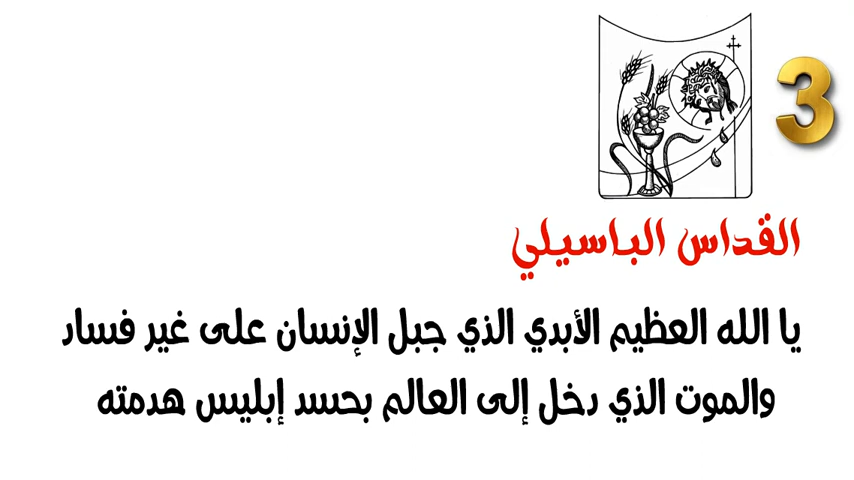 3
القداس الباسيلي
يا الله العظيم الأبدي الذي جبل الإنسان على غير فساد
والموت الذي دخل إلى العالم بحسد إبليس هدمته